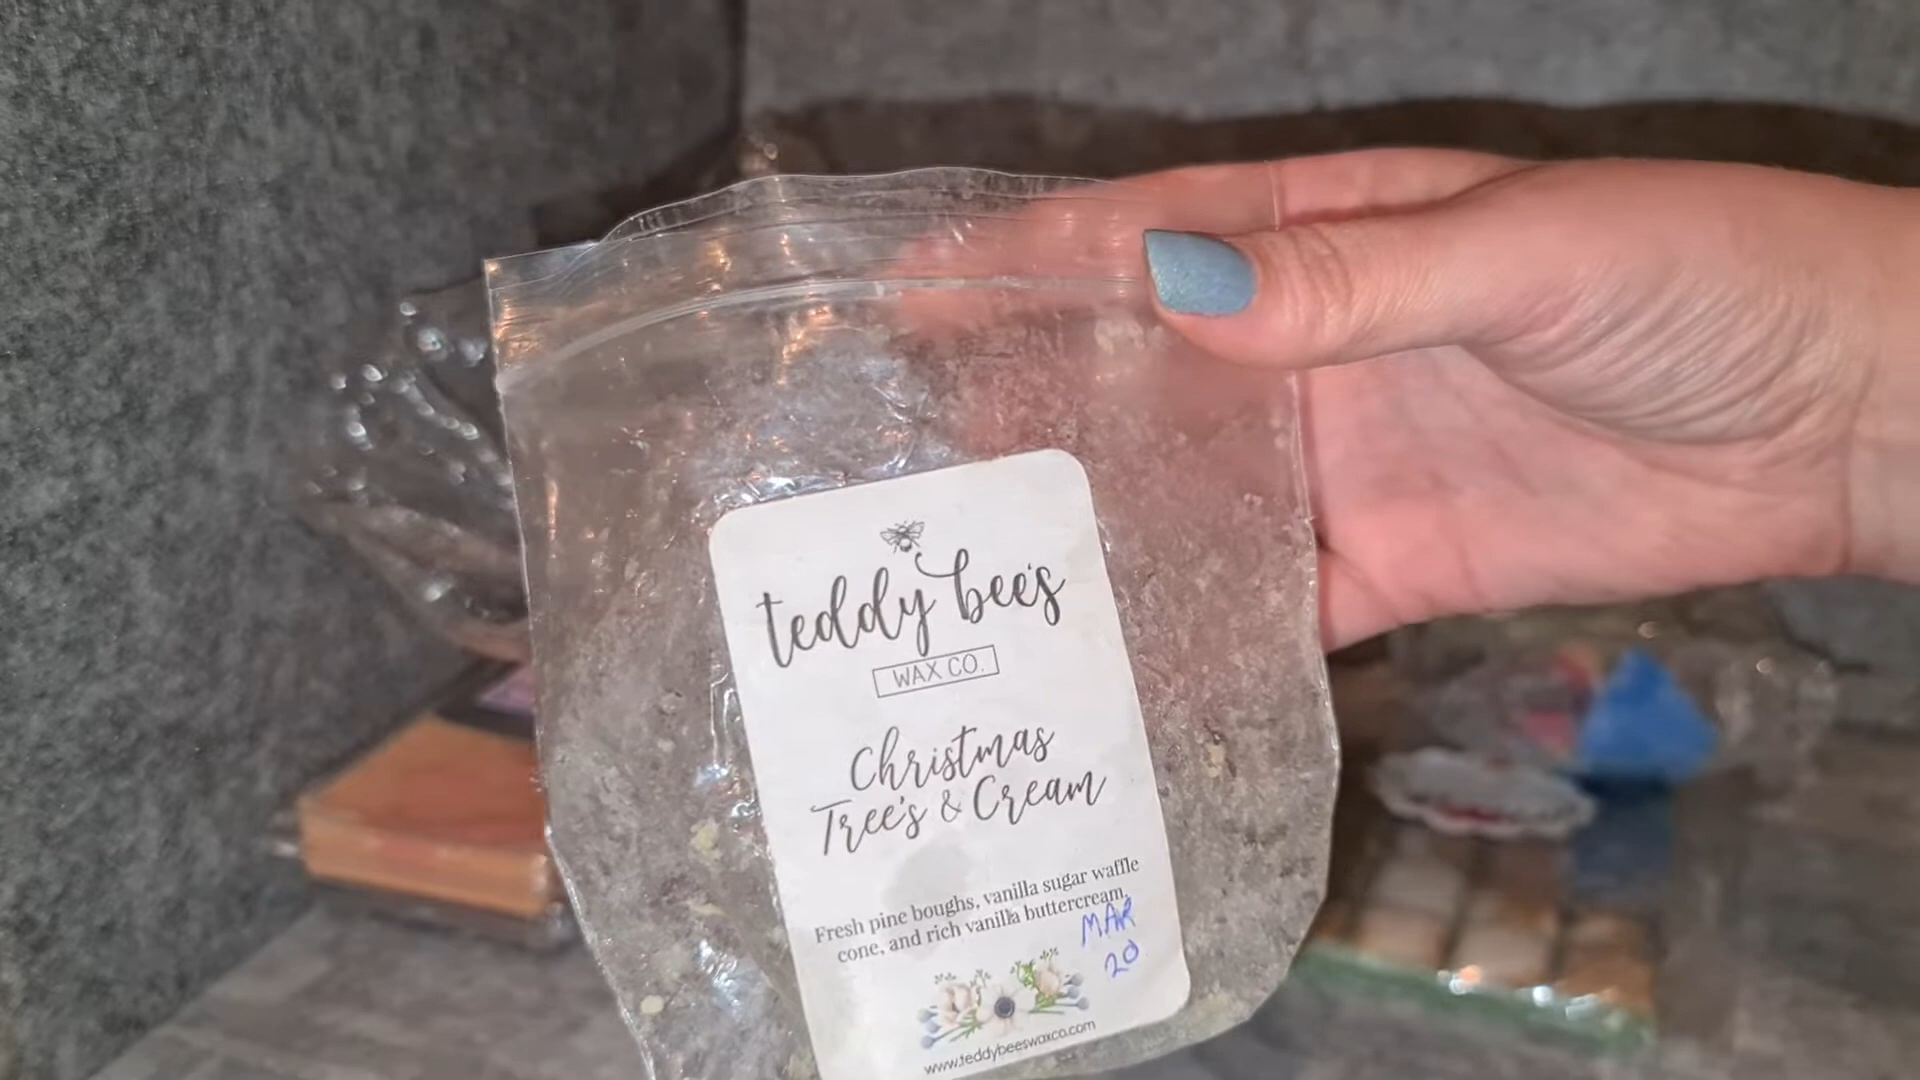 teddy bee's
WAX CO.
Christmas
Tree's & Cream
Fresh pine boughs, vanilla sugar waffle
cone, and rich vanilla buttercream.
MAR
20
www.teddybeeswaxco.com